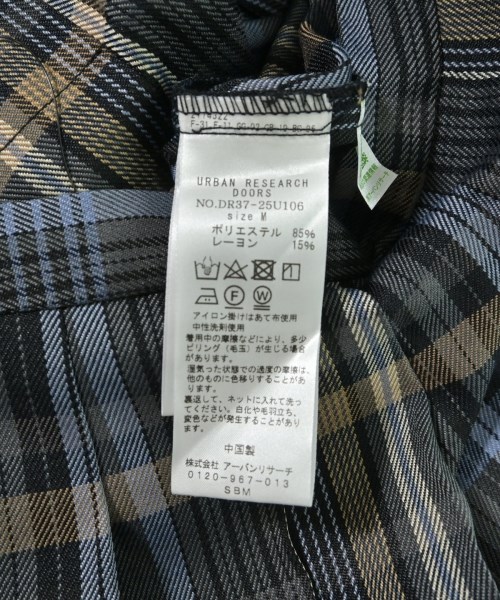 URBAN RESEARCH
DOORS
NO.DR37-25U106
size M
ポリエステル 85%
レーヨン 15%
アイロン掛けはあて布使用
中性洗剤使用
着用中の摩擦などにより、多少
ピリング(毛玉)が生じる場合
があります。
湿気った状態での過度の摩擦は、
他のものに色移りすることがあ
ります。
裏返して、ネットに入れて洗っ
てください。白化や毛羽立ち、
変色などが発生することがあり
ます。
中国製
株式会社 アーバンリサーチ
0120-967-013
SBM